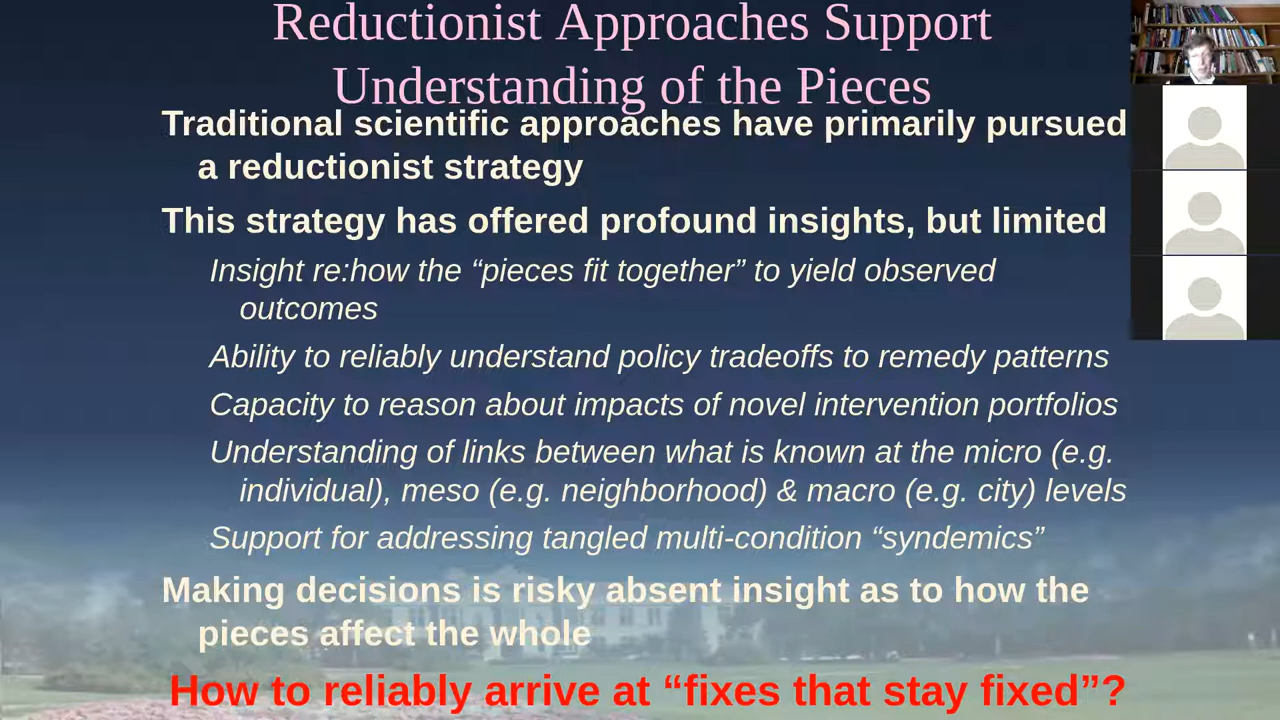 Reductionist Approaches Support
Understanding of the Pieces
Traditional scientific approaches have primarily pursued
a reductionist strategy
This strategy has offered profound insights, but limited
Insight re:how the “pieces fit together” to yield observed
outcomes
Ability to reliably understand policy tradeoffs to remedy patterns
Capacity to reason about impacts of novel intervention portfolios
Understanding of links between what is known at the micro (e.g.
individual), meso (e.g. neighborhood) & macro (e.g. city) levels
Support for addressing tangled multi-condition “syndemics”
Making decisions is risky absent insight as to how the
pieces affect the whole
How to reliably arrive at “fixes that stay fixed”?